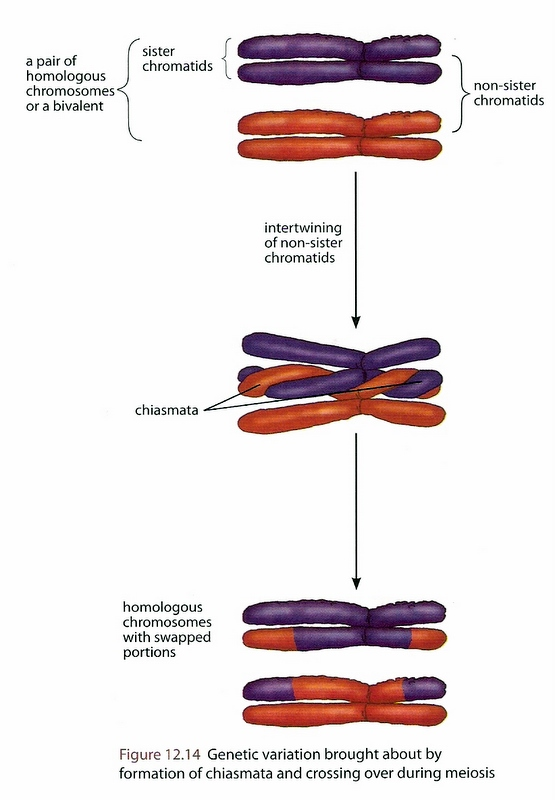 a pair of
homologous
chromosomes
or a bivalent
sister
chromatids
non-sister
chromatids
intertwining
of non-sister
chromatids
chiasmata
homologous
chromosomes
with swapped
portions
Figure 12.14 Genetic variation brought about by
formation of chiasmata and crossing over during meiosis